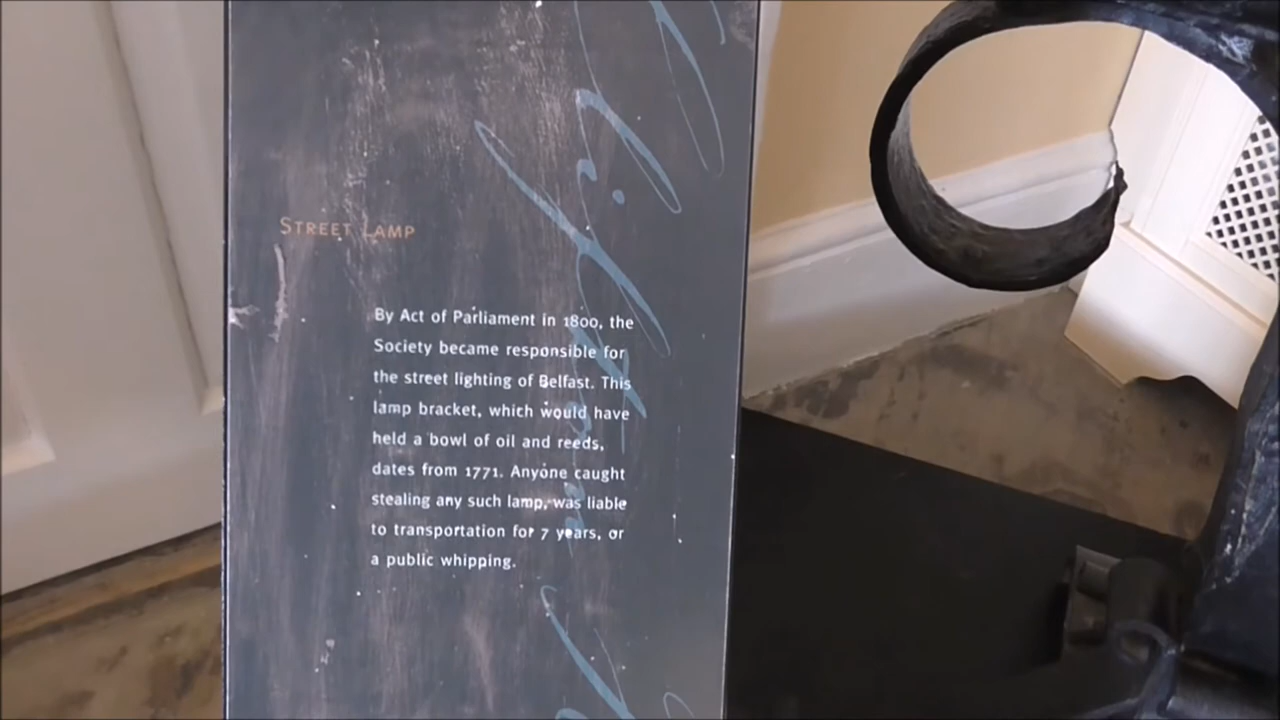 STREET LAMP
By Act of Parliament in 1800, the
Society became responsible for
the street lighting of Belfast. This
lamp bracket, which would have
held a bowl of oil and reeds,
dates from 1771. Anyone caught
stealing any such lamp, was liable
to transportation for 7 years, or
a public whipping.